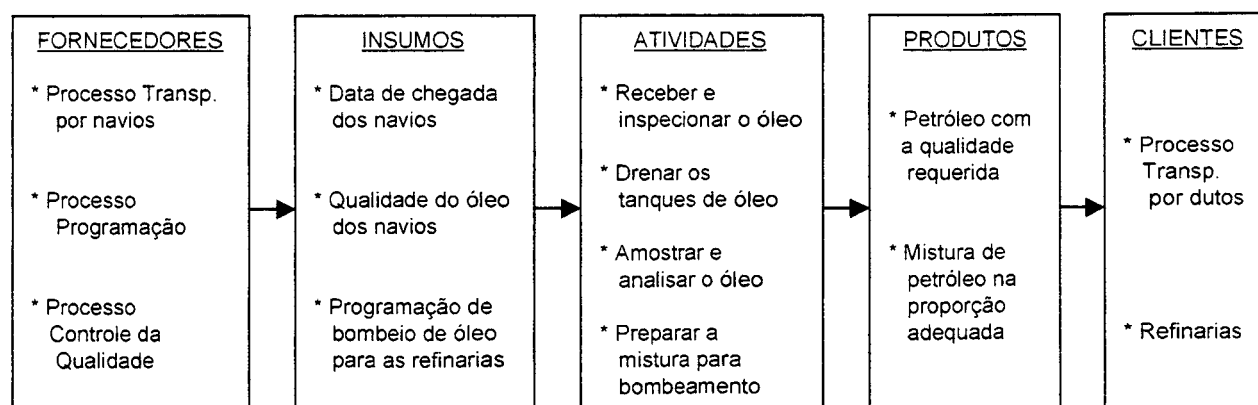 FORNECEDORES
* Processo Transp.
por navios
* Processo
Programação
* Processo
Controle da
Qualidade
INSUMOS
* Data de chegada
dos navios
* Qualidade do óleo
dos navios
* Programação de
bombeio de óleo
para as refinarias
ATIVIDADES
* Receber e
inspecionar o óleo
* Drenar os
tanques de óleo
* Amostrar e
analisar o óleo
* Preparar a
mistura para
bombeamento
PRODUTOS
* Petróleo com
a qualidade
requerida
* Mistura de
petróleo na
proporção
adequada
CLIENTES
* Processo
Transp.
por dutos
* Refinarias